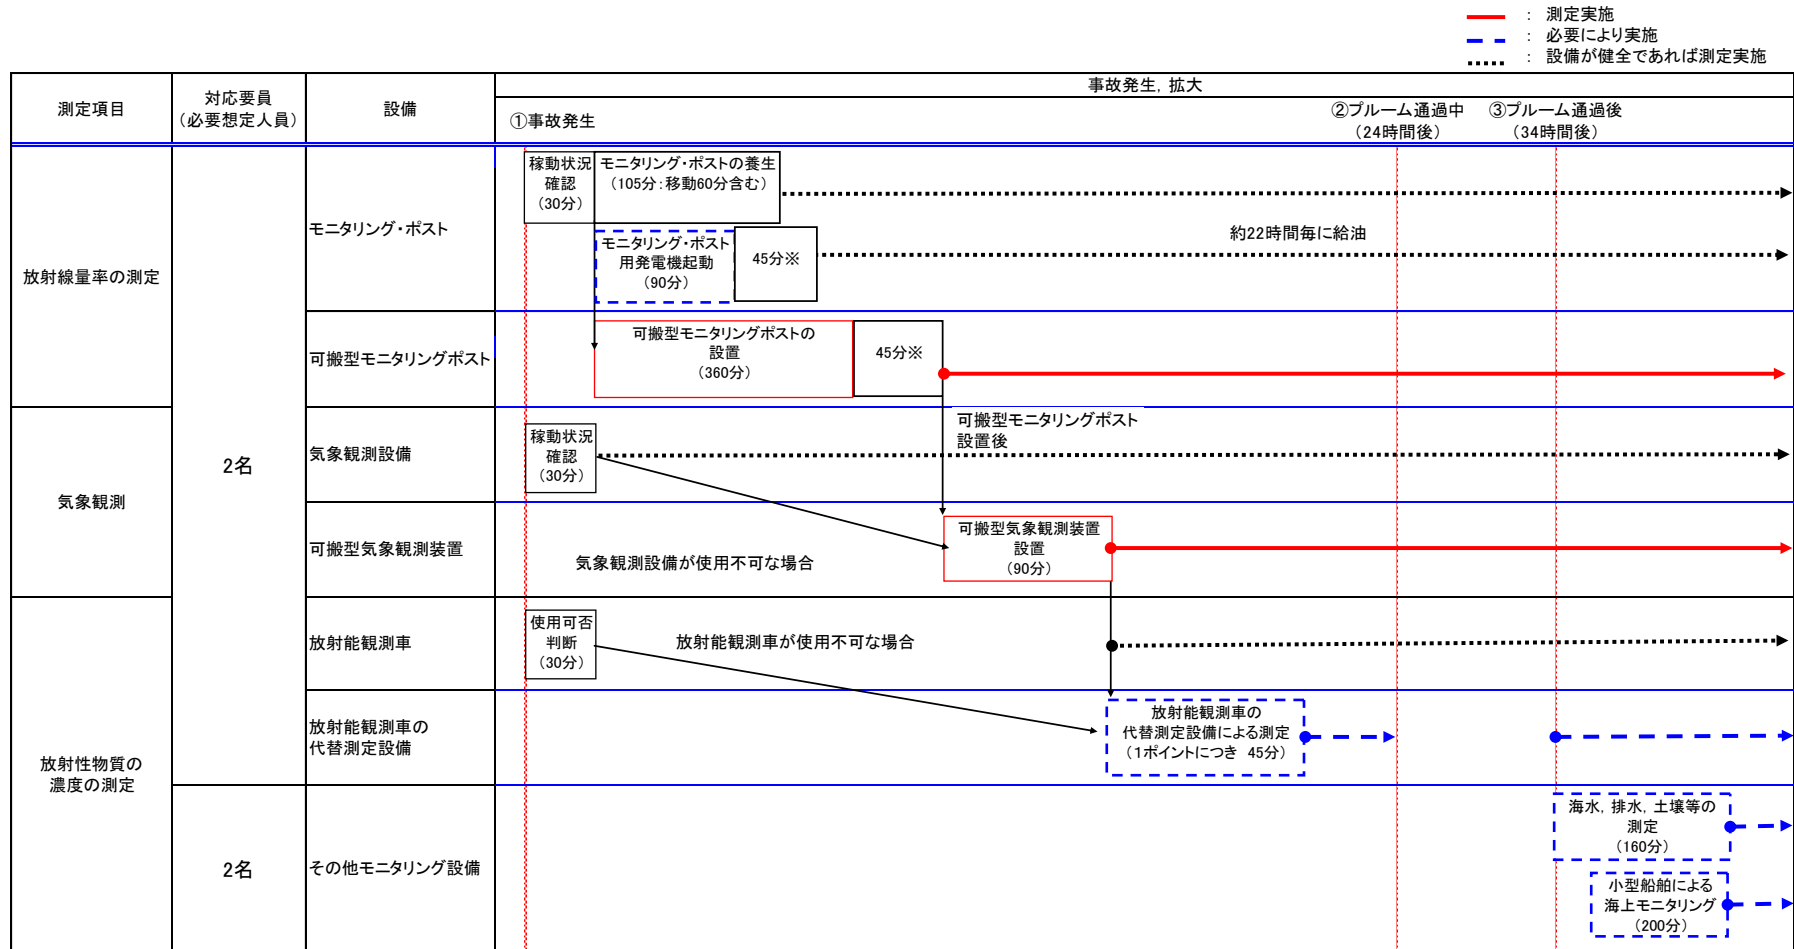 ： 測定実施
： 必要により実施
： 設備が健全であれば測定実施
測定項目
対応要員
（必要想定人員）
設備
事故発生，拡大
①事故発生
②プルーム通過中
（24時間後）
③プルーム通過後
（34時間後）
放射線量率の測定
2名
モニタリング・ポスト
稼動状況
確認
（30分）
モニタリング・ポストの養生
（105分：移動60分含む）
モニタリング・ポスト
用発電機起動
（90分）
45分※
約22時間毎に給油
可搬型モニタリングポスト
可搬型モニタリングポストの
設置
（360分）
45分※
気象観測
気象観測設備
稼動状況
確認
（30分）
可搬型モニタリングポスト
設置後
可搬型気象観測装置
気象観測設備が使用不可な場合
可搬型気象観測装置
設置
（90分）
放射性物質の
濃度の測定
放射能観測車
使用可否
判断
（30分）
放射能観測車が使用不可な場合
放射能観測車の
代替測定設備
放射能観測車の
代替測定設備による測定
（1ポイントにつき 45分）
2名
その他モニタリング設備
海水，排水，土壌等の
測定
（160分）
小型船舶による
海上モニタリング
（200分）